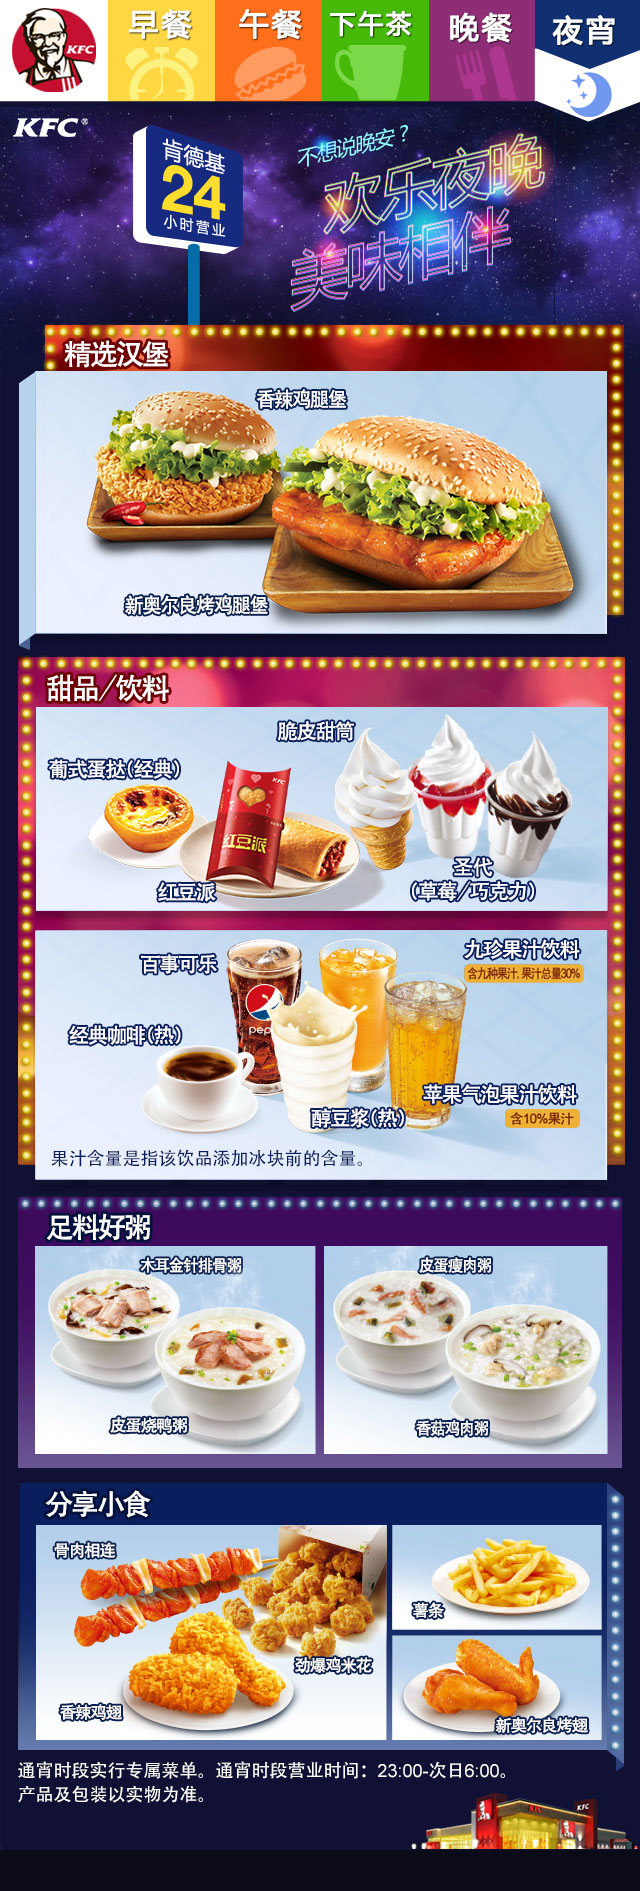 KFC
早餐
午餐
下午茶
晚餐
夜宵
KFC®
肯德基
24
小时营业
不想说晚安？
欢乐夜晚
美味相伴
精选汉堡
香辣鸡腿堡
新奥尔良烤鸡腿堡
甜品/饮料
脆皮甜筒
葡式蛋挞(经典)
KFC
红豆派
红豆派
圣代
(草莓/巧克力)
百事可乐
九珍果汁饮料
含九种果汁,果汁总量30%
经典咖啡(热)
pep
苹果气泡果汁饮料
醇豆浆(热)
含10%果汁
果汁含量是指该饮品添加冰块前的含量。
足料好粥
木耳金针排骨粥
皮蛋瘦肉粥
皮蛋烧鸭粥
香菇鸡肉粥
分享小食
骨肉相连
薯条
劲爆鸡米花
香辣鸡翅
新奥尔良烤翅
通宵时段实行专属菜单。通宵时段营业时间：23:00-次日6:00。
产品及包装以实物为准。
KFC
KFC